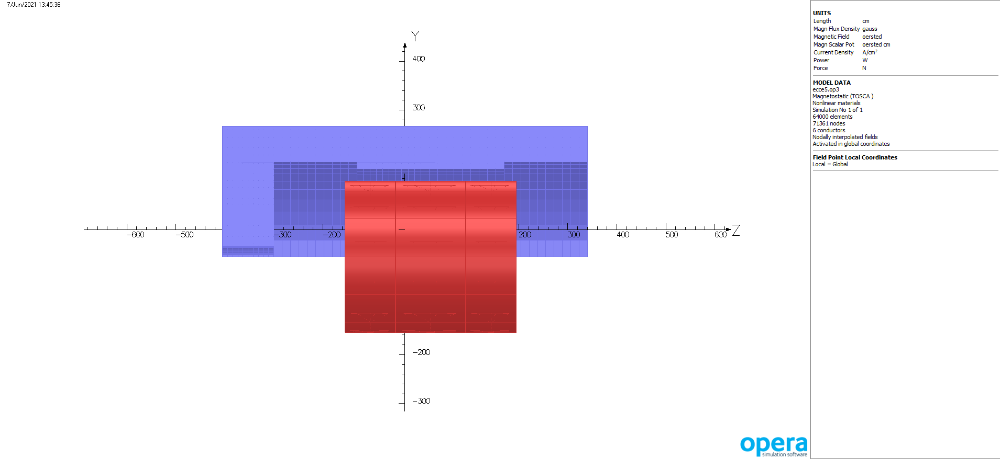 7/Jun/2021 13:45:36
Y
400
300
-600
-500
-300
-200
200
300
400
500
600
Z
-200
-300
UNITS
Length cm
Magn Flux Density gauss
Magnetic Field oersted
Magn Scalar Pot oersted cm
Current Density A/cm²
Power W
Force N
MODEL DATA
ecce5.op3
Magnetostatic (TOSCA )
Nonlinear materials
Simulation No 1 of 1
64000 elements
71361 nodes
6 conductors
Nodally interpolated fields
Activated in global coordinates
Field Point Local Coordinates
Local = Global
opera
simulation software